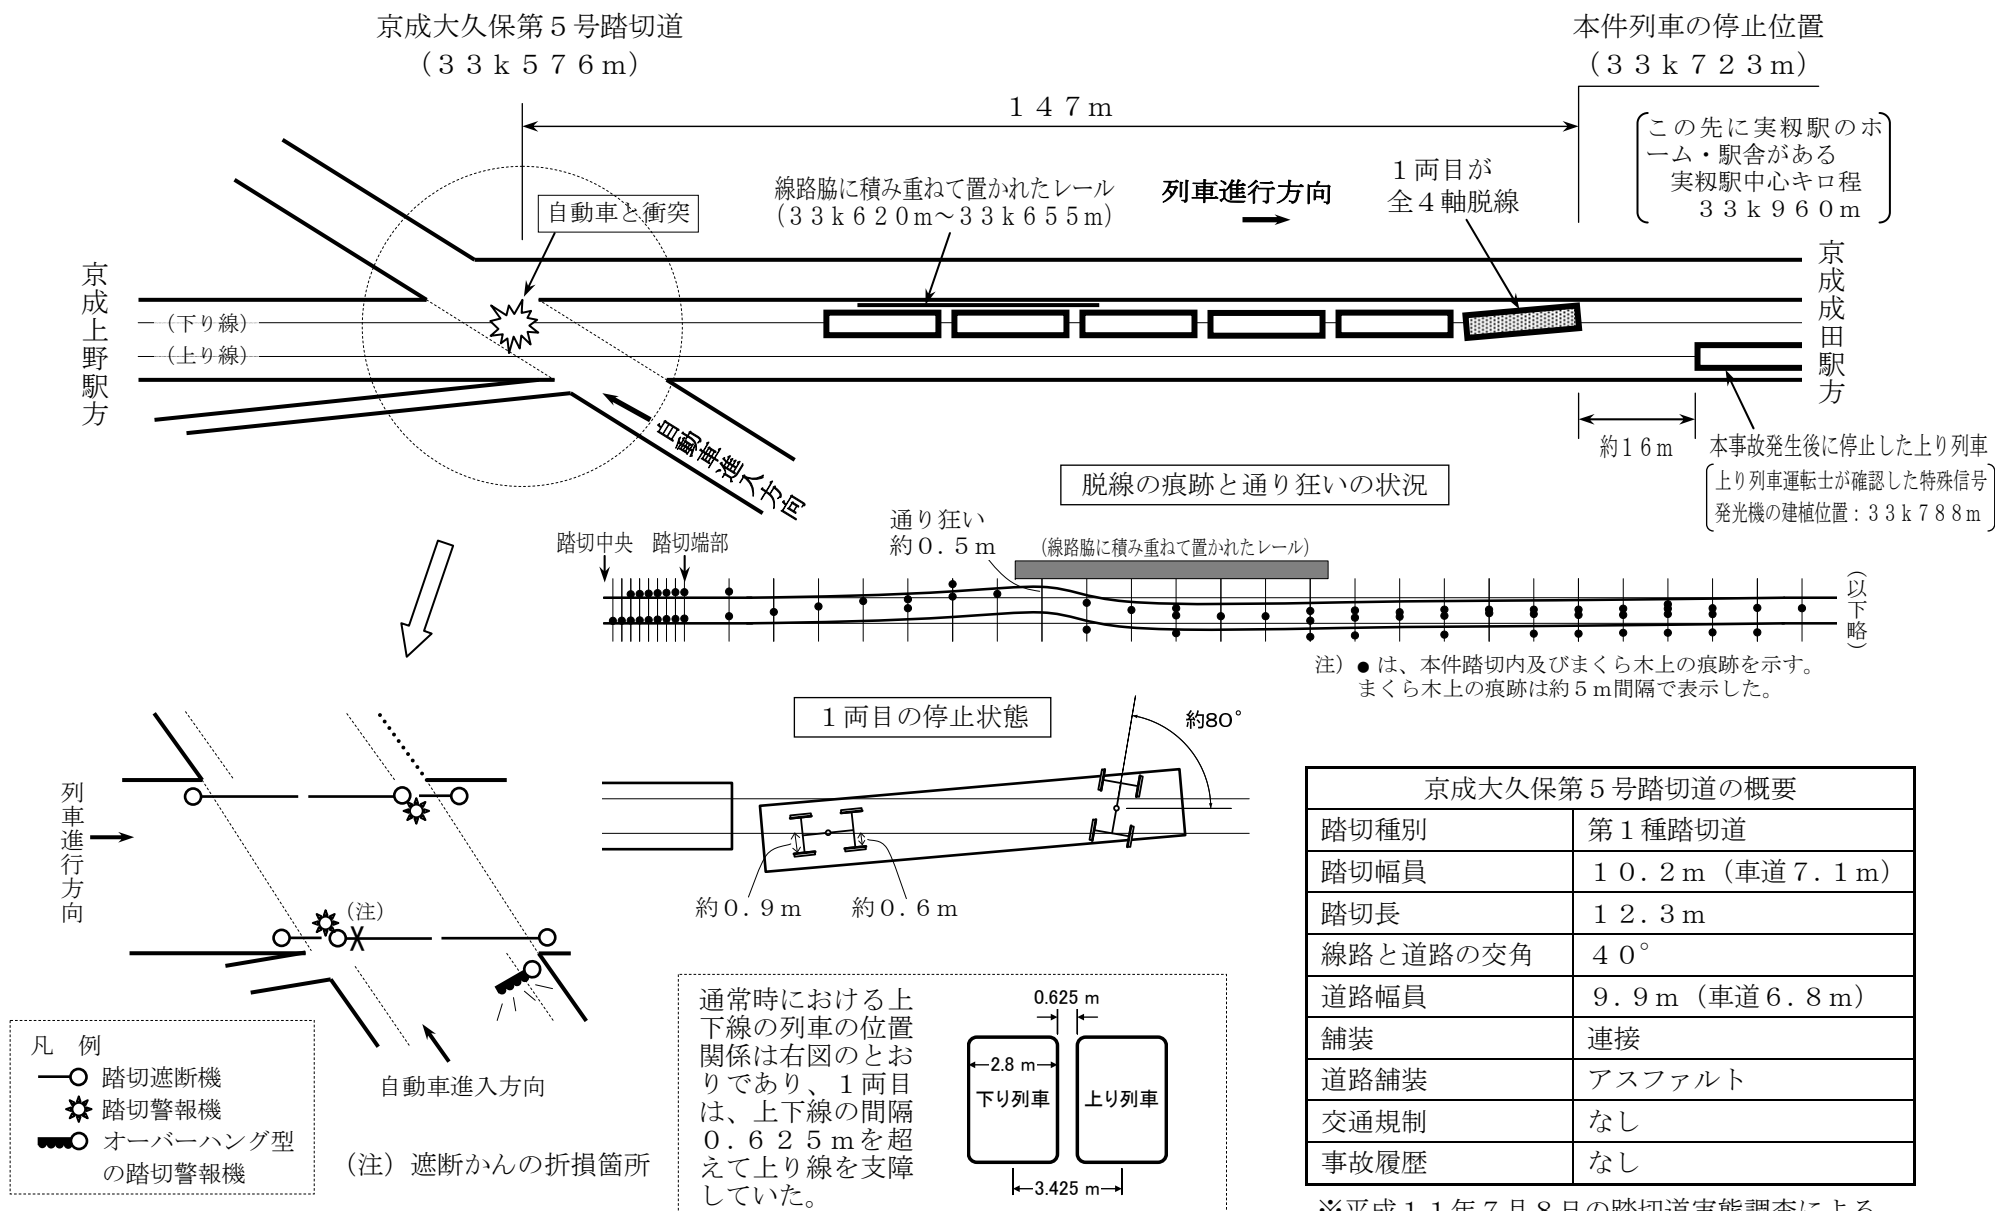 京成大久保第５号踏切道
（３３ｋ５７６ｍ）
本件列車の停止位置
（３３ｋ７２３ｍ）
１４７ｍ
この先に実籾駅のホ
ーム・駅舎がある
実籾駅中心キロ程
３３ｋ９６０ｍ
自動車と衝突
線路脇に積み重ねて置かれたレール
（３３ｋ６２０ｍ～３３ｋ６５５ｍ）
列車進行方向
１両目が
全４軸脱線
京成上野駅方
（下り線）
（上り線）
京成成田駅方
自動車進入方向
約１６ｍ
本事故発生後に停止した上り列車
上り列車運転士が確認した特殊信号
発光機の建植位置：３３ｋ７８８ｍ
脱線の痕跡と通り狂いの状況
踏切中央
踏切端部
通り狂い
約０．５ｍ
（線路脇に積み重ねて置かれたレール）
（以下略）
注）●は、本件踏切内及びまくら木上の痕跡を示す。
まくら木上の痕跡は約５ｍ間隔で表示した。
１両目の停止状態
約80°
約０．９ｍ
約０．６ｍ
列車進行方向
（注）
自動車進入方向
（注）遮断かんの折損箇所
凡　例
踏切遮断機
踏切警報機
オーバーハング型
の踏切警報機
通常時における上
下線の列車の位置
関係は右図のとお
りであり、１両目
は、上下線の間隔
０．６２５ｍを超
えて上り線を支障
していた。
0.625 m
2.8 m
下り列車
上り列車
3.425 m
京成大久保第５号踏切道の概要
踏切種別　第１種踏切道
踏切幅員　１０．２ｍ（車道７．１ｍ）
踏切長　１２．３ｍ
線路と道路の交角　４０°
道路幅員　９．９ｍ（車道６．８ｍ）
舗装　連接
道路舗装　アスファルト
交通規制　なし
事故履歴　なし
※平成１１年７月８日の踏切道実態調査による